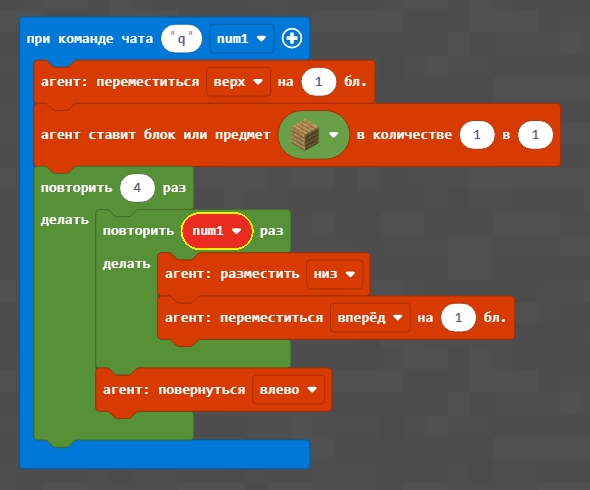 при команде чата "q" num1
агент: переместиться верх на 1 бл.
агент ставит блок или предмет в количестве 1 в 1
повторить 4 раз
делать
повторить num1 раз
делать
агент: разместить низ
агент: переместиться вперёд на 1 бл.
агент: повернуться влево